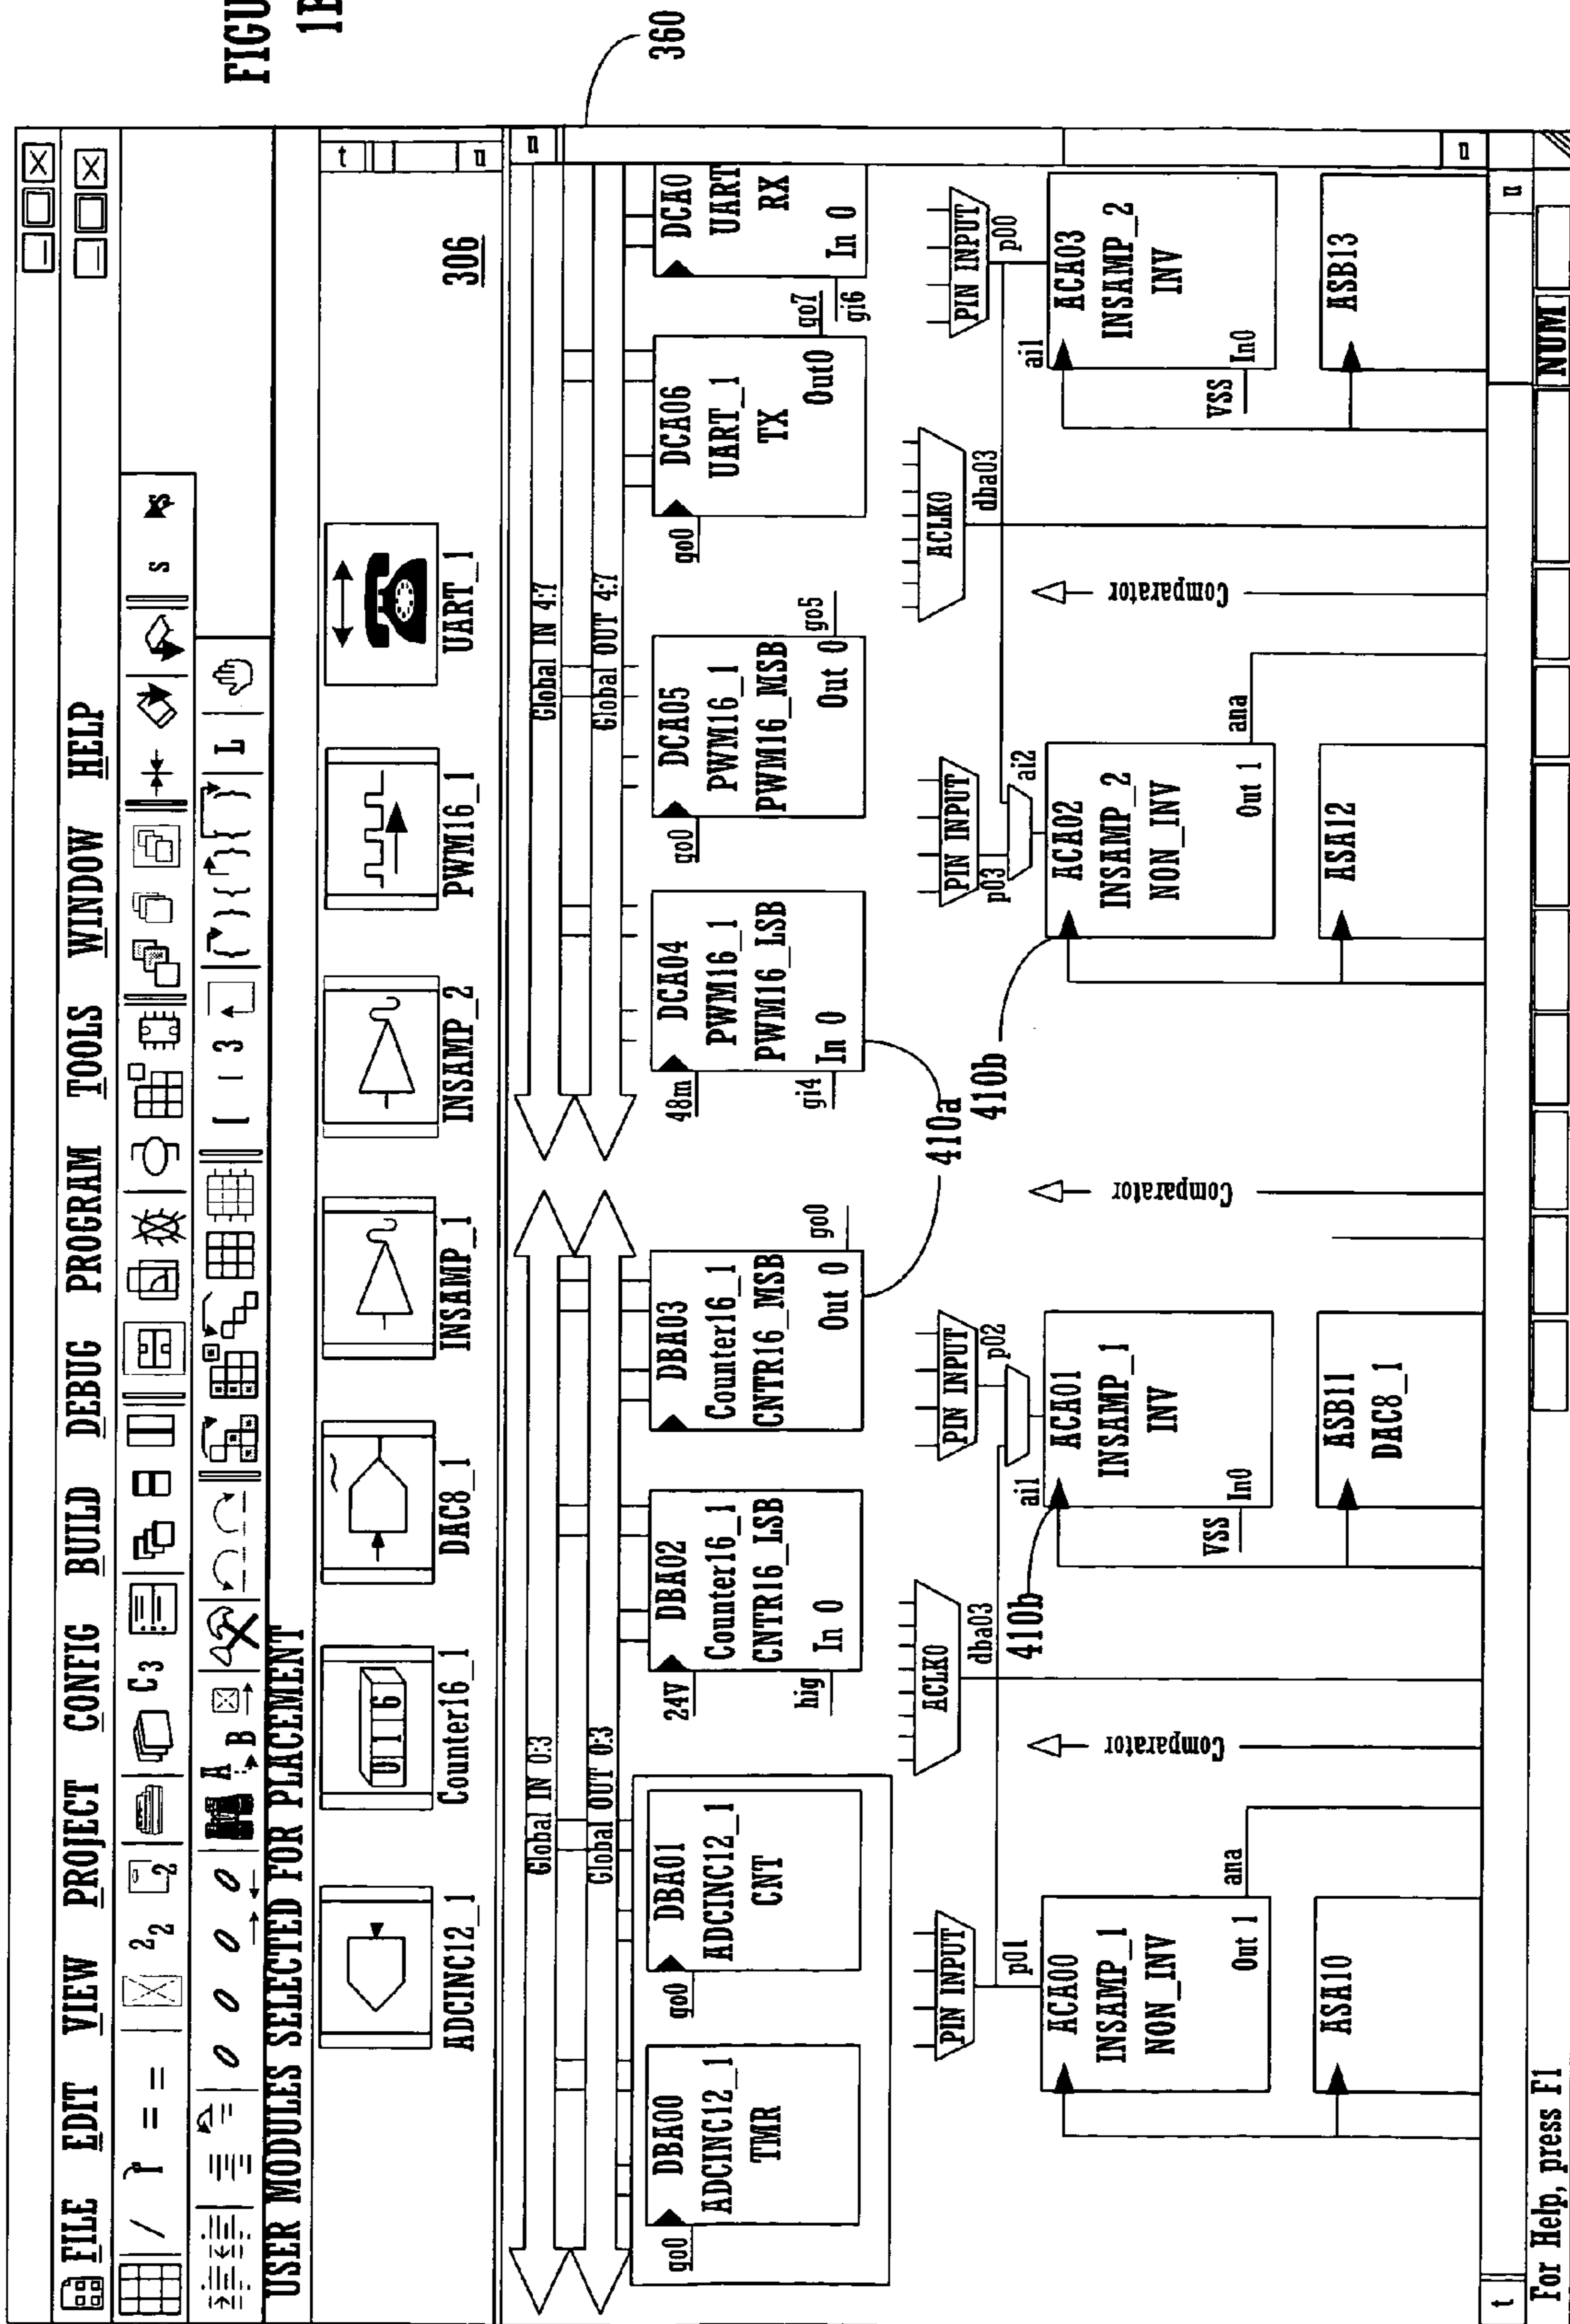 FIGU
1B
FILE EDIT VIEW PROJECT CONFIG BUILD DEBUG PROGRAM TOOLS WINDOW HELP
C 3
A
B
L
USER MODULES SELECTED FOR PLACEMENT
306
360
ADCINC12_1
Counter16_1
DAC8_1
INSAMP_1
INSAMP_2
PWM16_1
UART_1
Global IN 0:3
Global OUT 0:3
Global IN 4:7
Global OUT 4:7
go0
DBA00
ADCINC12_1
TMR
go0
DBA01
ADCINC12_1
CNT
24V
DBA02
Counter16_1
CNTR16_LSB
In 0
hig
DBA03
Counter16_1
CNTR16_MSB
Out 0
go0
48m
DCA04
PWM16_1
PWM16_LSB
In 0
gi4
go0
DCA05
PWM16_1
PWM16_MSB
Out 0
go5
go0
DCA06
UART_1
TX
Out0
go7
gi6
DCA0
UART
RX
In 0
410a
410b
410b
PIN INPUT
p01
ACA00
INSAMP_1
NON_INV
Out 1
ana
ASA10
Comparator
ACLK0
dba03
PIN INPUT
p02
ai1
ACA01
INSAMP_1
INV
VSS
In0
ASB11
DAC8_1
Comparator
PIN INPUT
p03
ai2
ACA02
INSAMP_2
NON_INV
Out 1
ana
ASA12
Comparator
ACLK0
dba03
PIN INPUT
p00
ai1
ACA03
INSAMP_2
INV
VSS
In0
ASB13
For Help, press F1
NUM